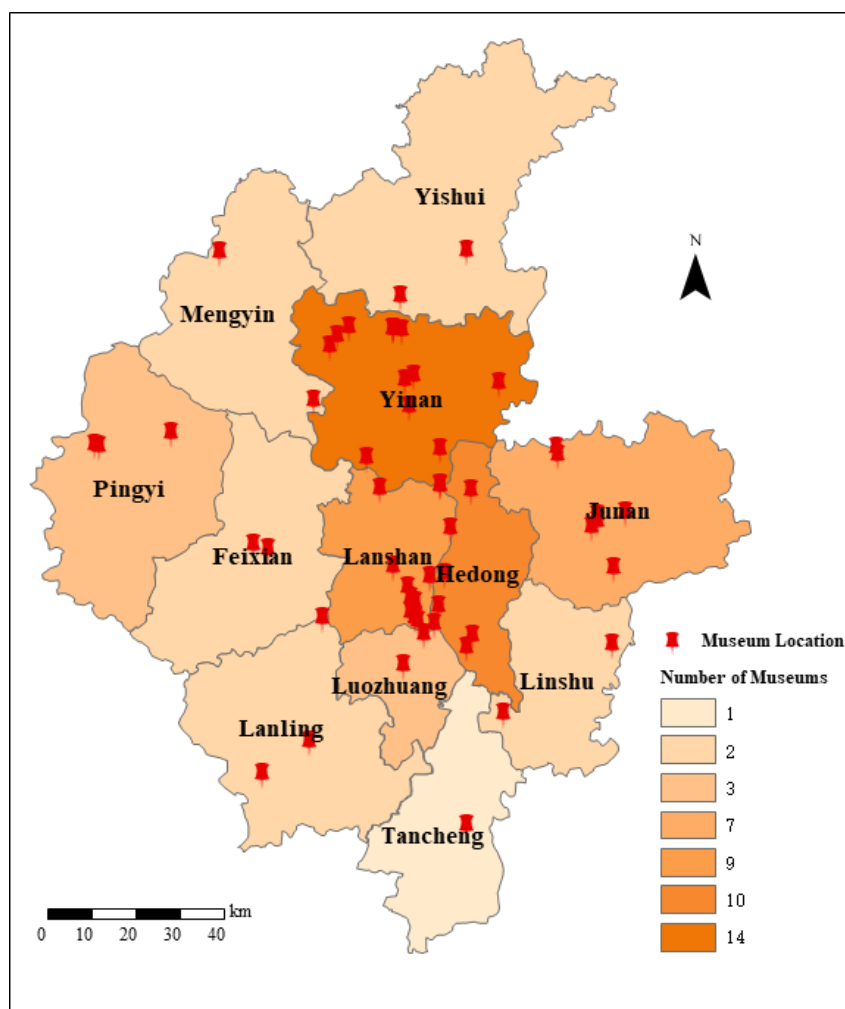 Yishui
N
Mengyin
Yinan
Pingyi
Junan
Feixian
Lanshan
Hedong
Museum Location
Number of Museums
Luozhuang
Linshu
Lanling
1
2
3
Tancheng
7
9
10
14
km
0 10 20 30 40